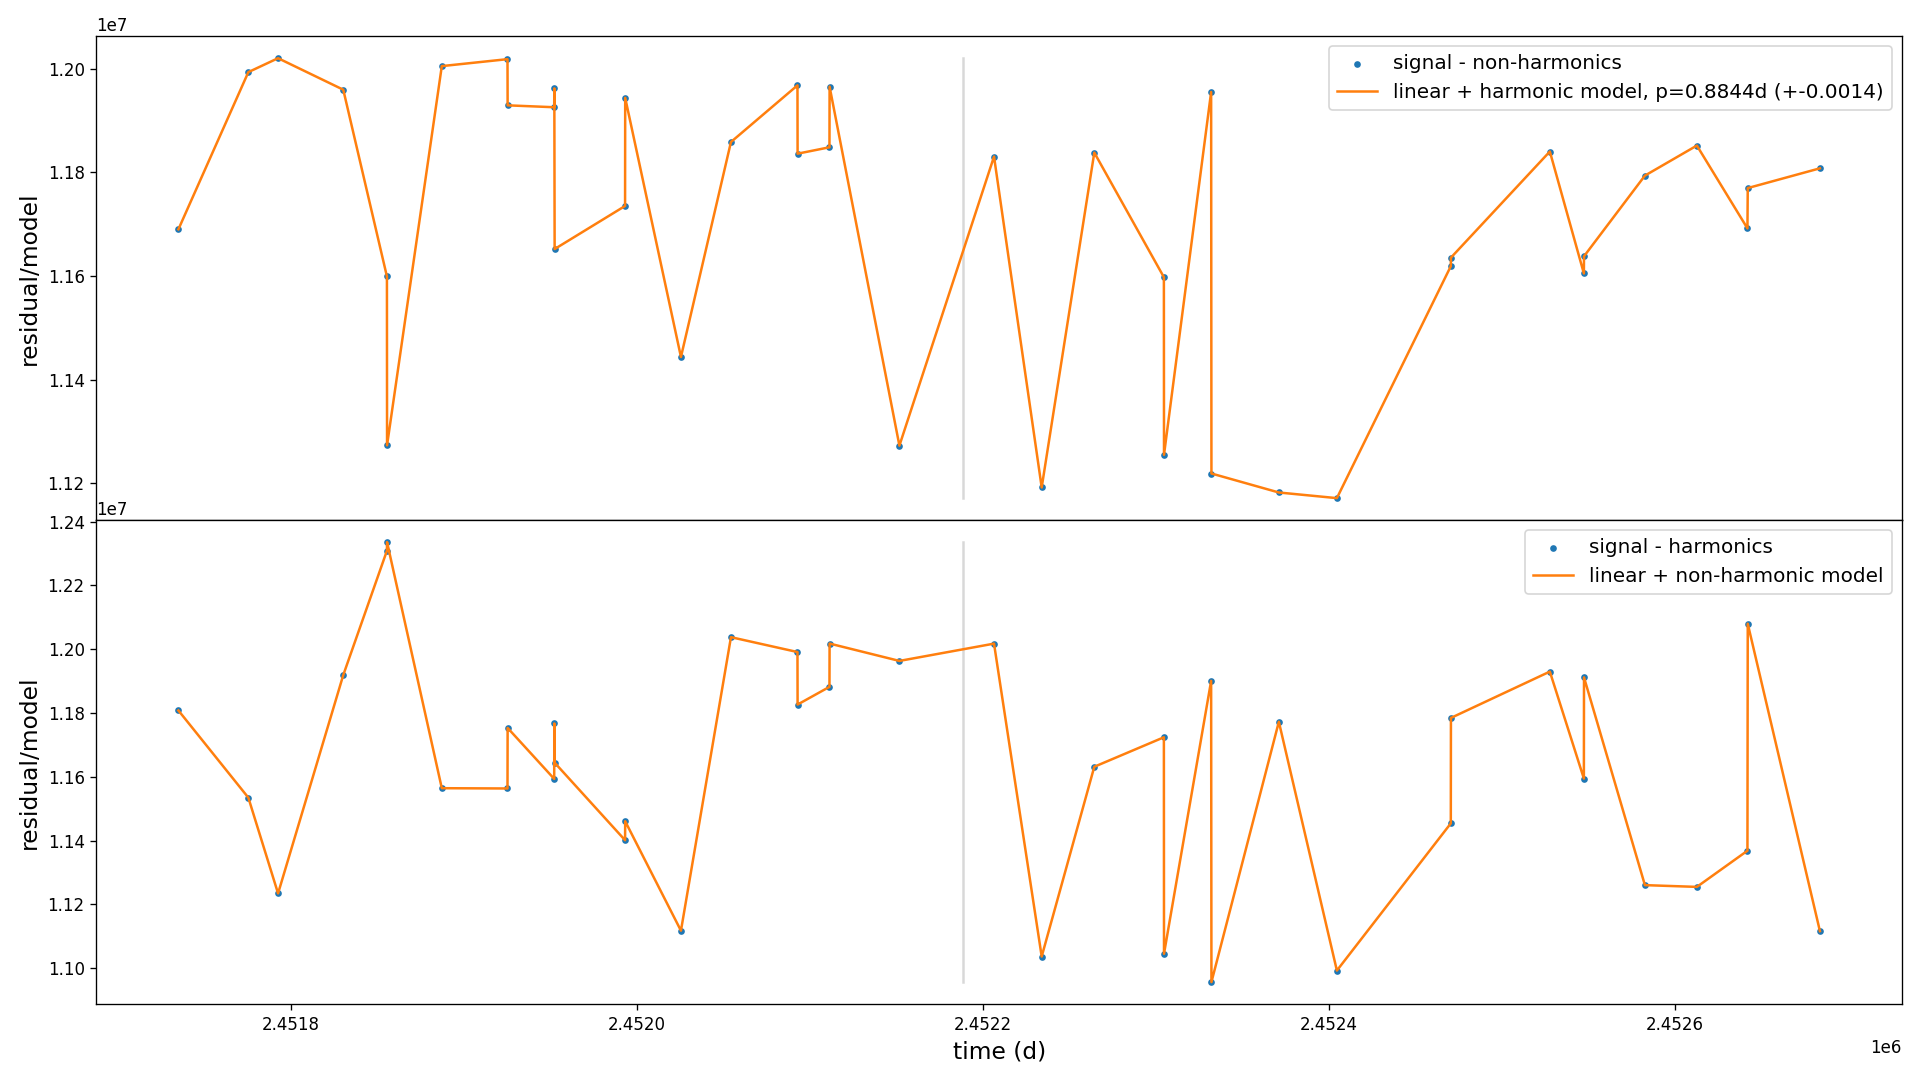 1e7
signal - non-harmonics
linear + harmonic model, p=0.8844d (+-0.0014)
1.20
1.18
1.16
1.14
1.12
residual/model
1e7
signal - harmonics
linear + non-harmonic model
1.24
1.22
1.20
1.18
1.16
1.14
1.12
1.10
residual/model
2.4518
2.4520
2.4522
2.4524
2.4526
1e6
time (d)